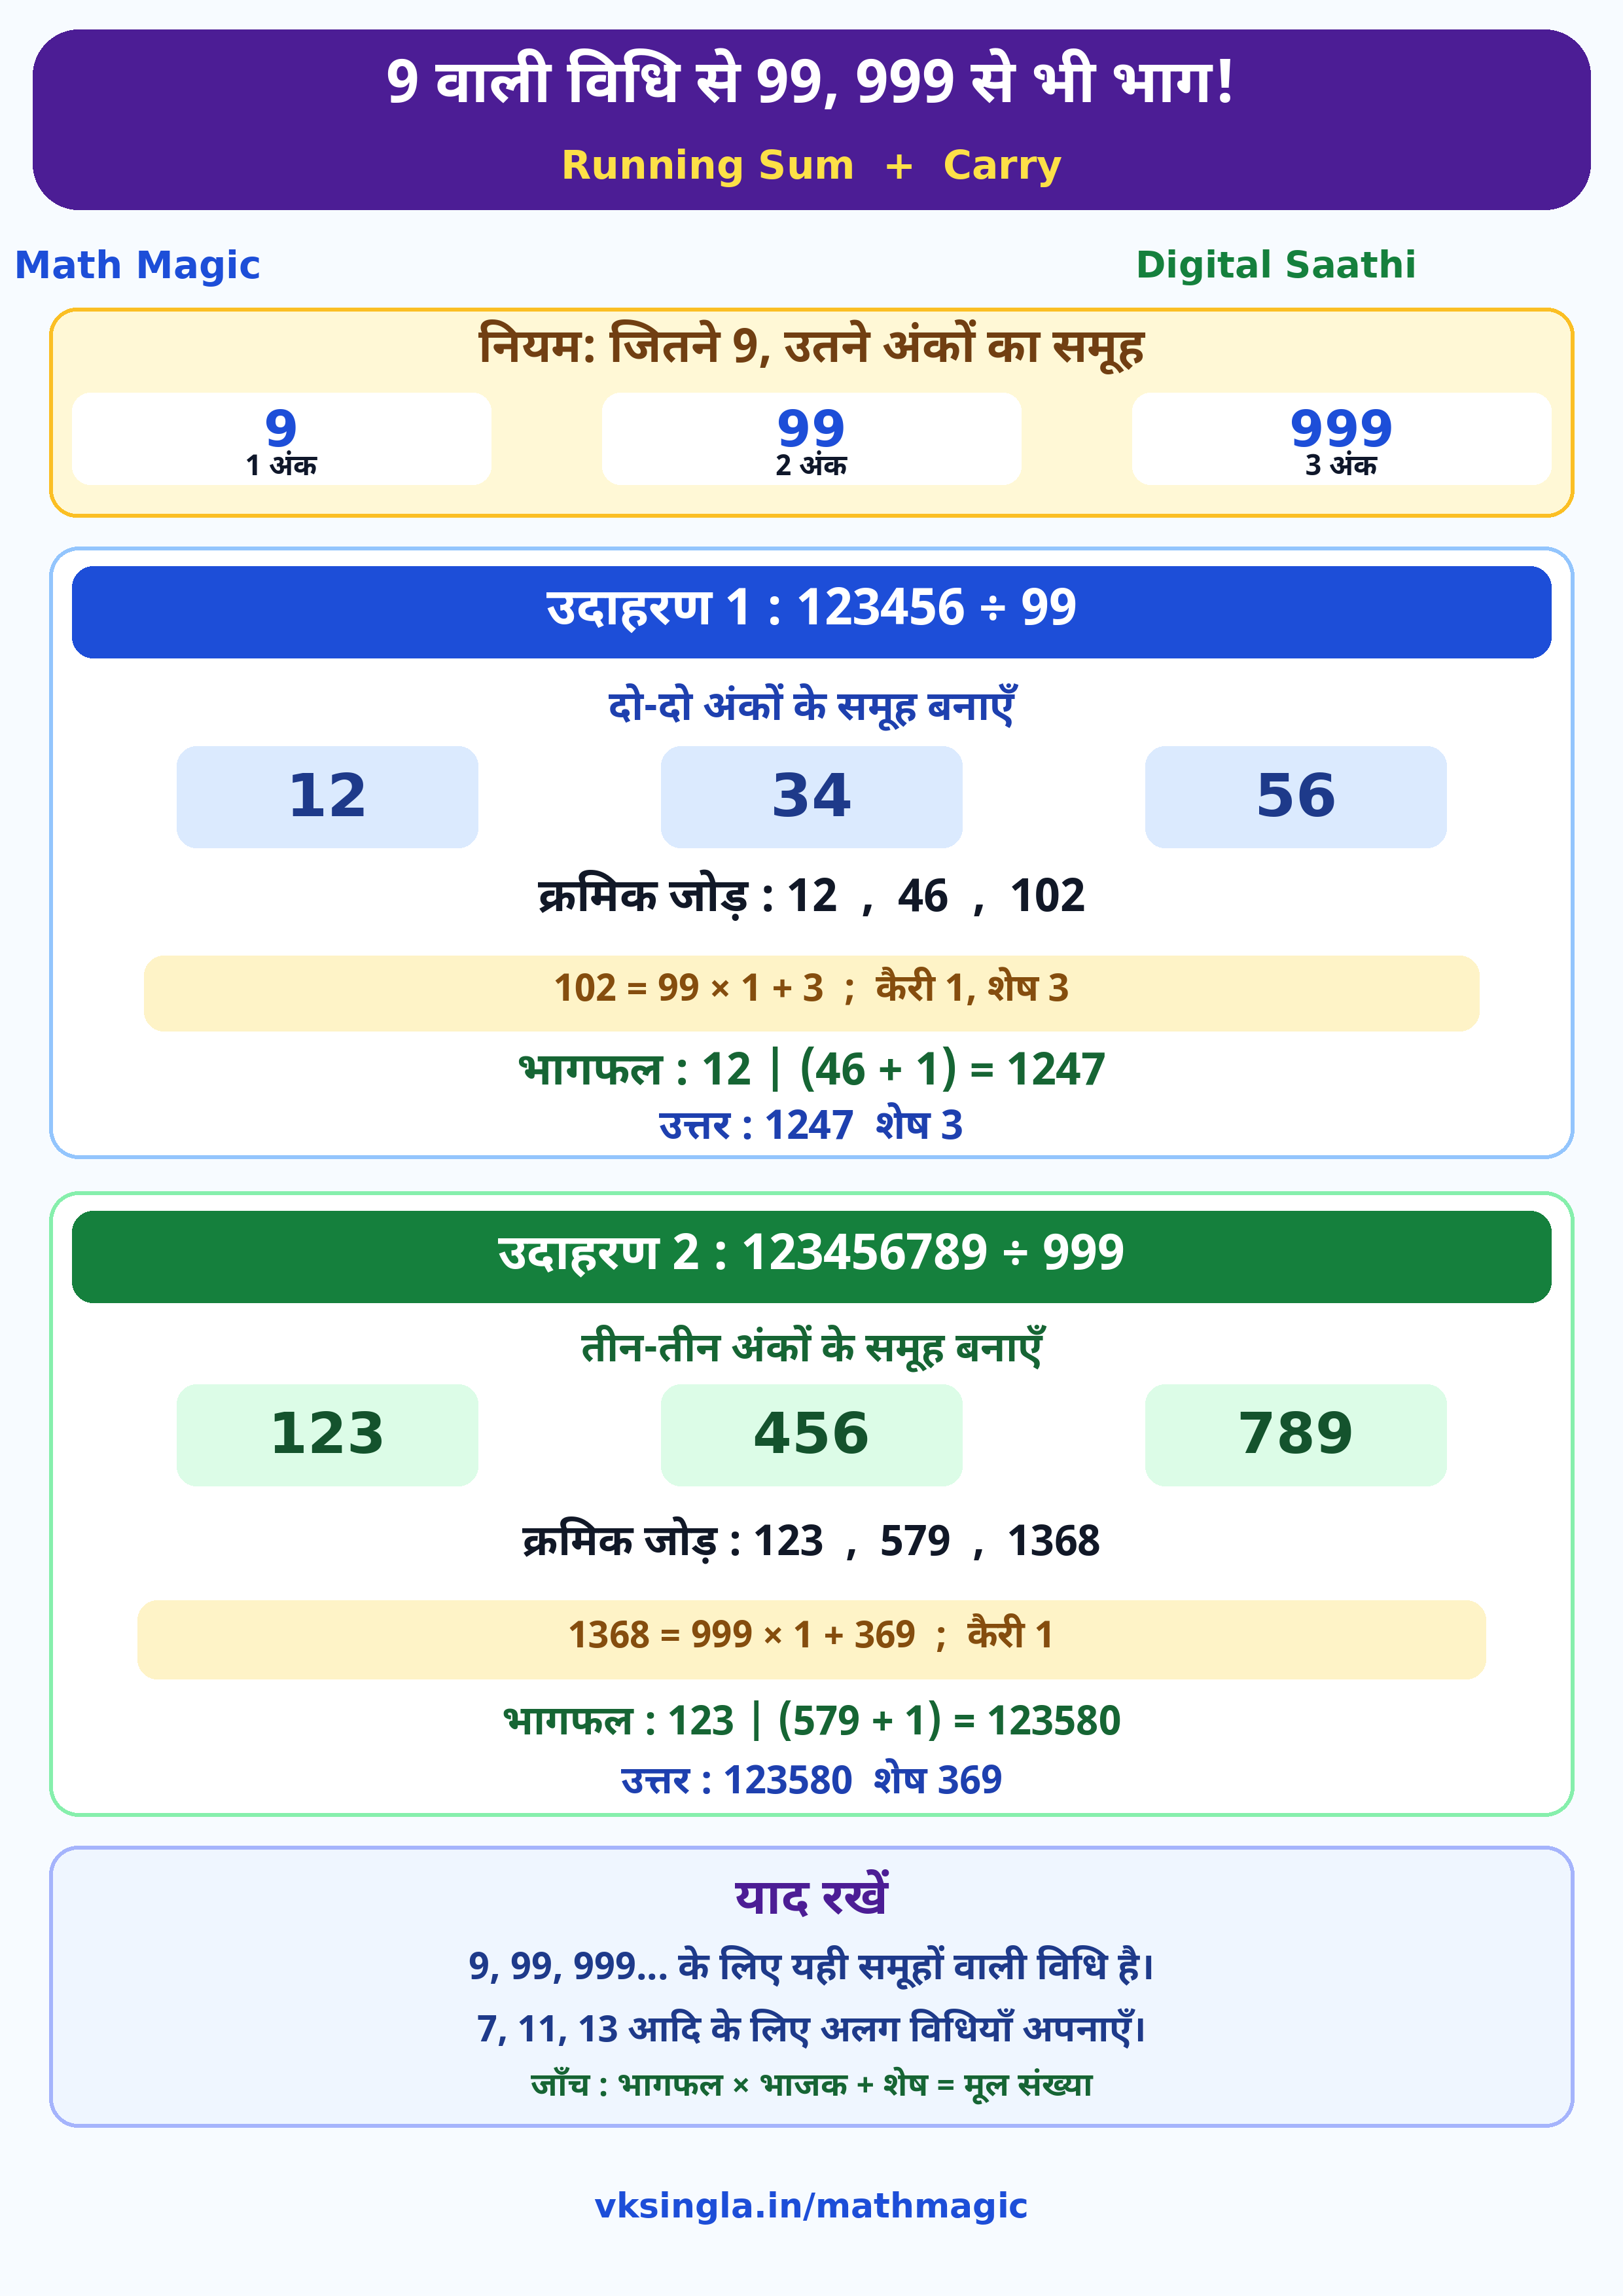 9 वाली विधि से 99, 999 से भी भाग!
Running Sum + Carry
Math Magic
Digital Saathi
नियम: जितने 9, उतने अंकों का समूह
9
1 अंक
99
2 अंक
999
3 अंक
उदाहरण 1 : 123456 ÷ 99
दो-दो अंकों के समूह बनाएँ
12
34
56
क्रमिक जोड़ : 12 , 46 , 102
102 = 99 × 1 + 3 ; कैरी 1, शेष 3
भागफल : 12 | (46 + 1) = 1247
उत्तर : 1247 शेष 3
उदाहरण 2 : 123456789 ÷ 999
तीन-तीन अंकों के समूह बनाएँ
123
456
789
क्रमिक जोड़ : 123 , 579 , 1368
1368 = 999 × 1 + 369 ; कैरी 1
भागफल : 123 | (579 + 1) = 123580
उत्तर : 123580 शेष 369
याद रखें
9, 99, 999... के लिए यही समूहों वाली विधि है।
7, 11, 13 आदि के लिए अलग विधियाँ अपनाएँ।
जाँच : भागफल × भाजक + शेष = मूल संख्या
vksingla.in/mathmagic